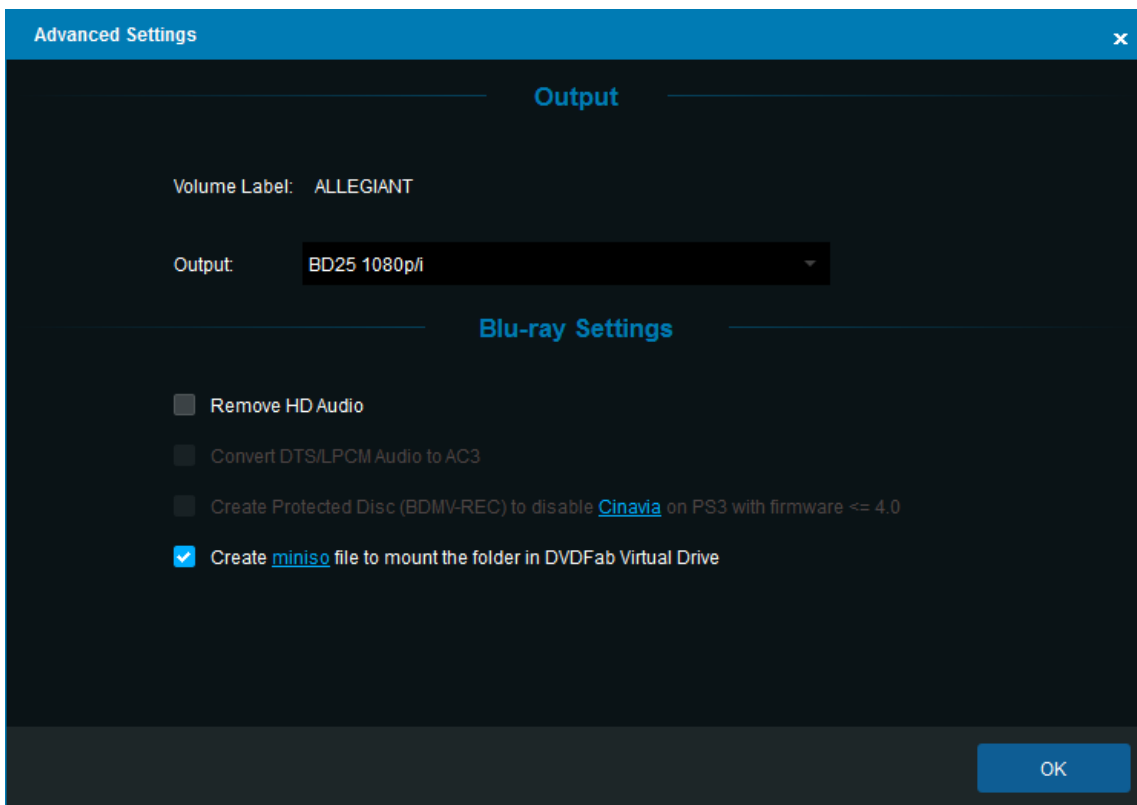 Advanced Settings
Output
Volume Label: ALLEGIANT
Output: BD25 1080p/i
Blu-ray Settings
Remove HD Audio
Convert DTS/LPCM Audio to AC3
Create Protected Disc (BDMV-REC) to disable Cinavia on PS3 with firmware <= 4.0
Create miniso file to mount the folder in DVDFab Virtual Drive
OK